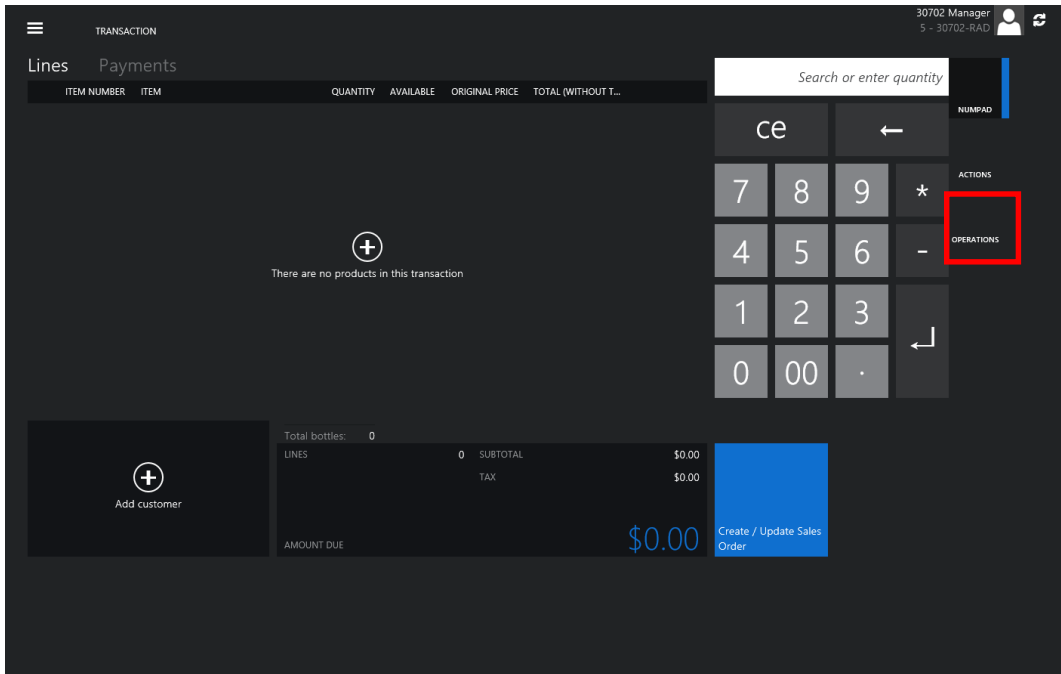 30702 Manager
5 - 30702-RAD
TRANSACTION
Lines Payments
ITEM NUMBER ITEM QUANTITY AVAILABLE ORIGINAL PRICE TOTAL (WITHOUT T...
There are no products in this transaction
Search or enter quantity
ce ←
7 8 9 *
4 5 6 -
1 2 3
0 00 .
NUMPAD
ACTIONS
OPERATIONS
Add customer
Total bottles: 0
LINES 0 SUBTOTAL $0.00
TAX $0.00
AMOUNT DUE $0.00
Create / Update Sales
Order